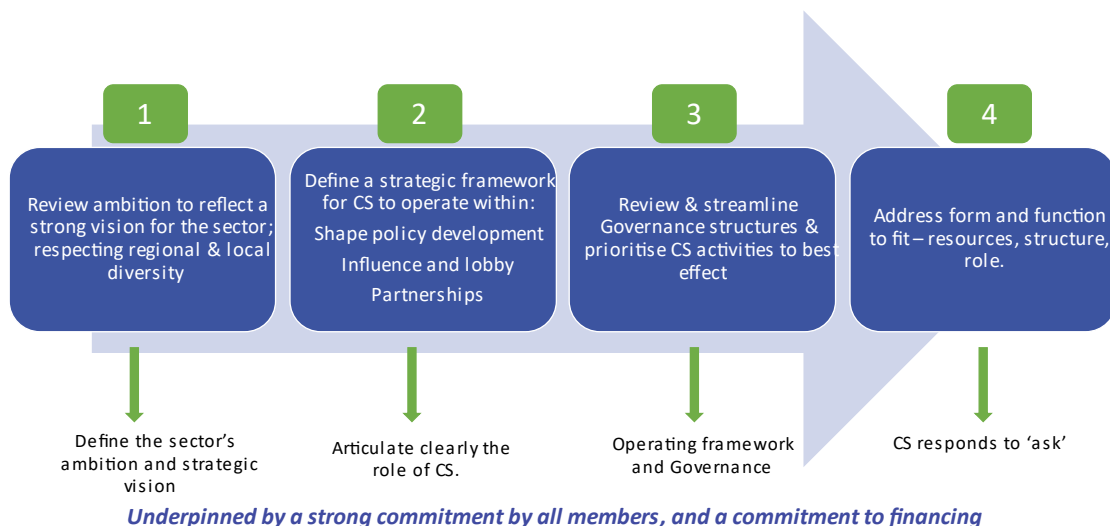 1
Review ambition to reflect a
strong vision for the sector;
respecting regional & local
diversity
2
Define a strategic framework
for CS to operate within:
Shape policy development
Influence and lobby
Partnerships
3
Review & streamline
Governance structures &
prioritise CS activities to best
effect
4
Address form and function
to fit – resources, structure,
role.
Define the sector’s
ambition and strategic
vision
Articulate clearly the
role of CS.
Operating framework
and Governance
CS responds to ‘ask’
Underpinned by a strong commitment by all members, and a commitment to financing